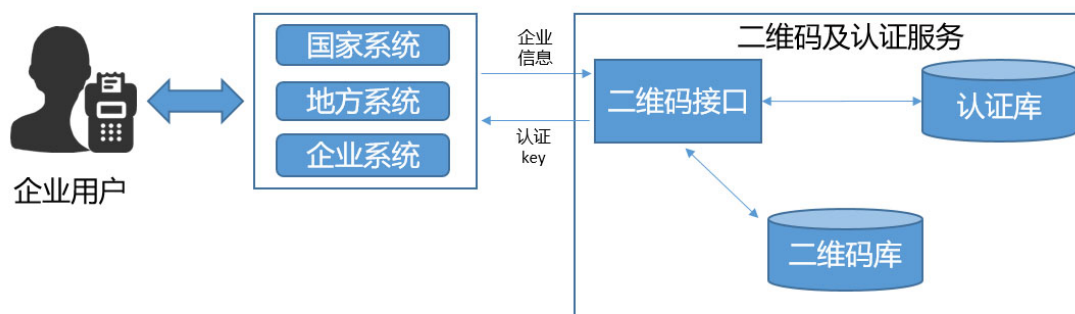 国家系统
地方系统
企业系统
企业用户
企业
信息
认证
key
二维码及认证服务
二维码接口
认证库
二维码库